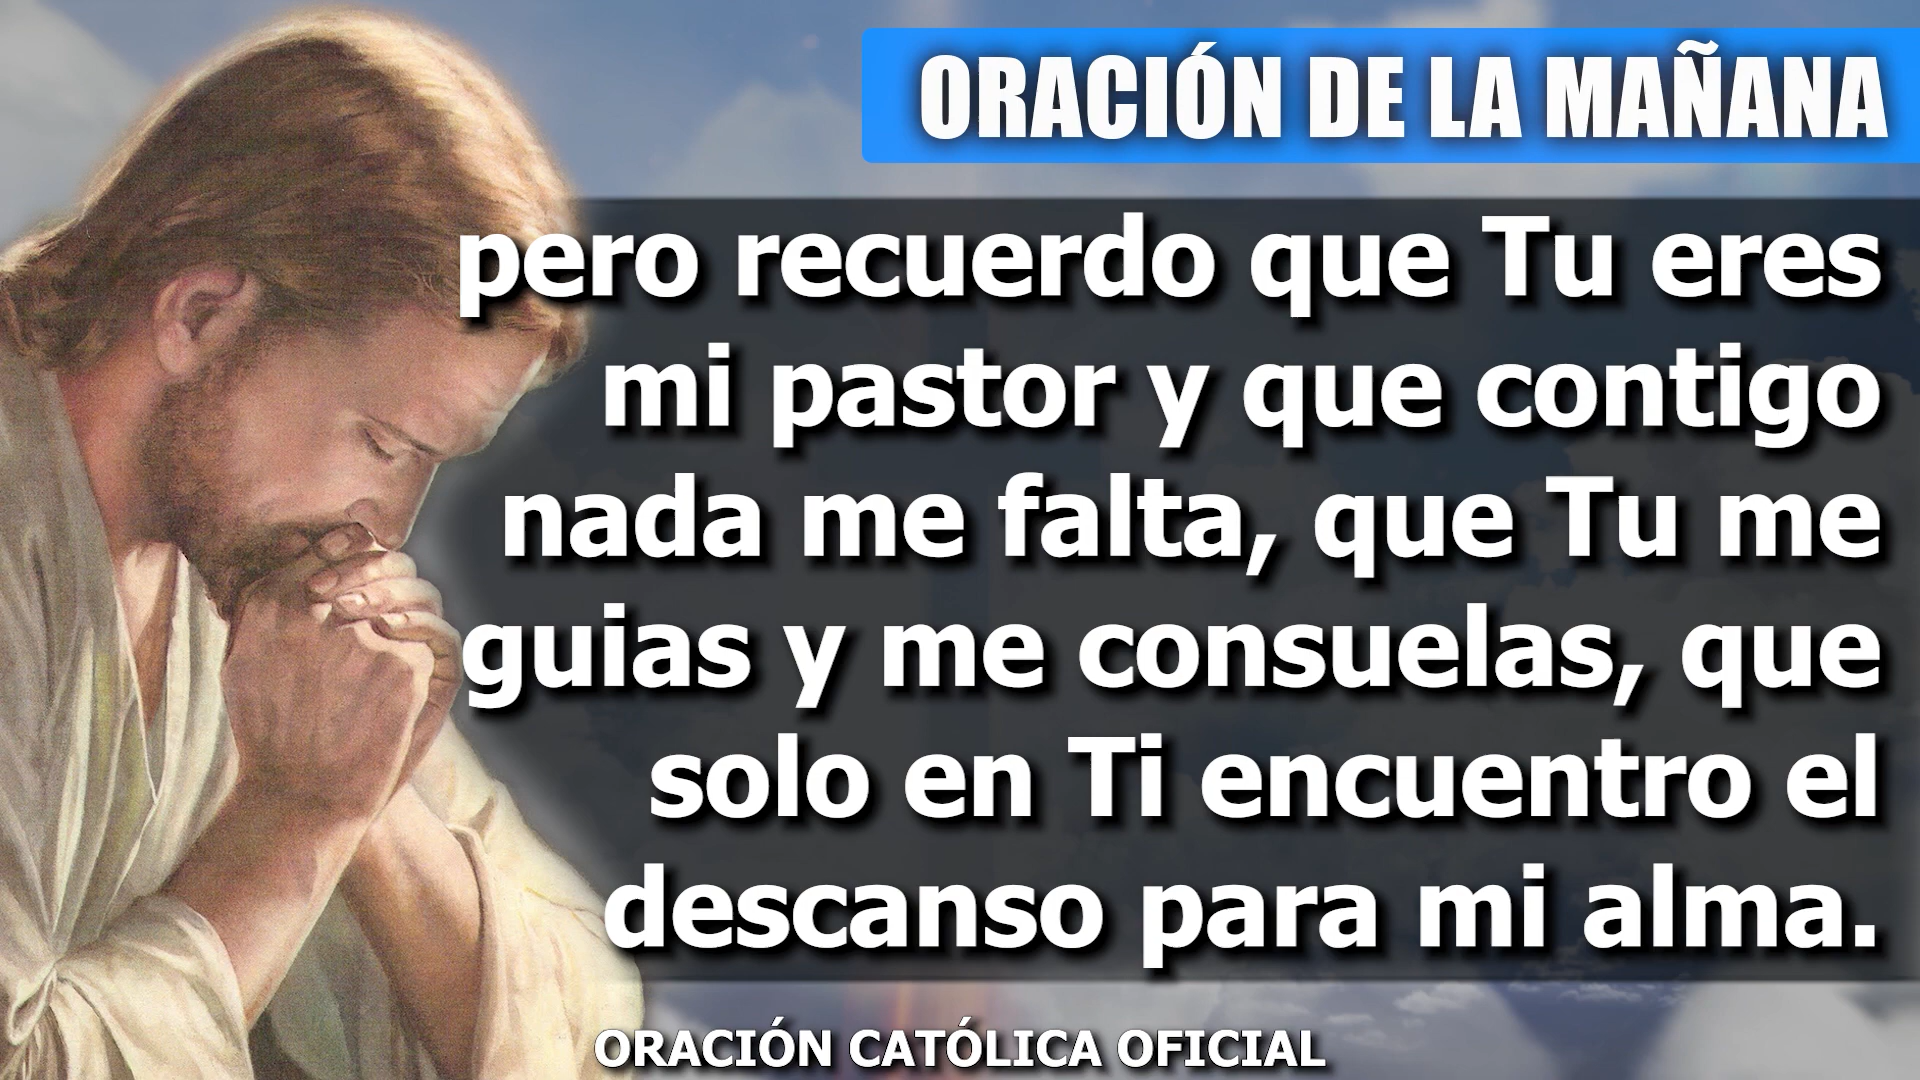 ORACIÓN DE LA MAÑANA
pero recuerdo que Tu eres
mi pastor y que contigo
nada me falta, que Tu me
guias y me consuelas, que
solo en Ti encuentro el
descanso para mi alma.
ORACIÓN CATÓLICA OFICIAL